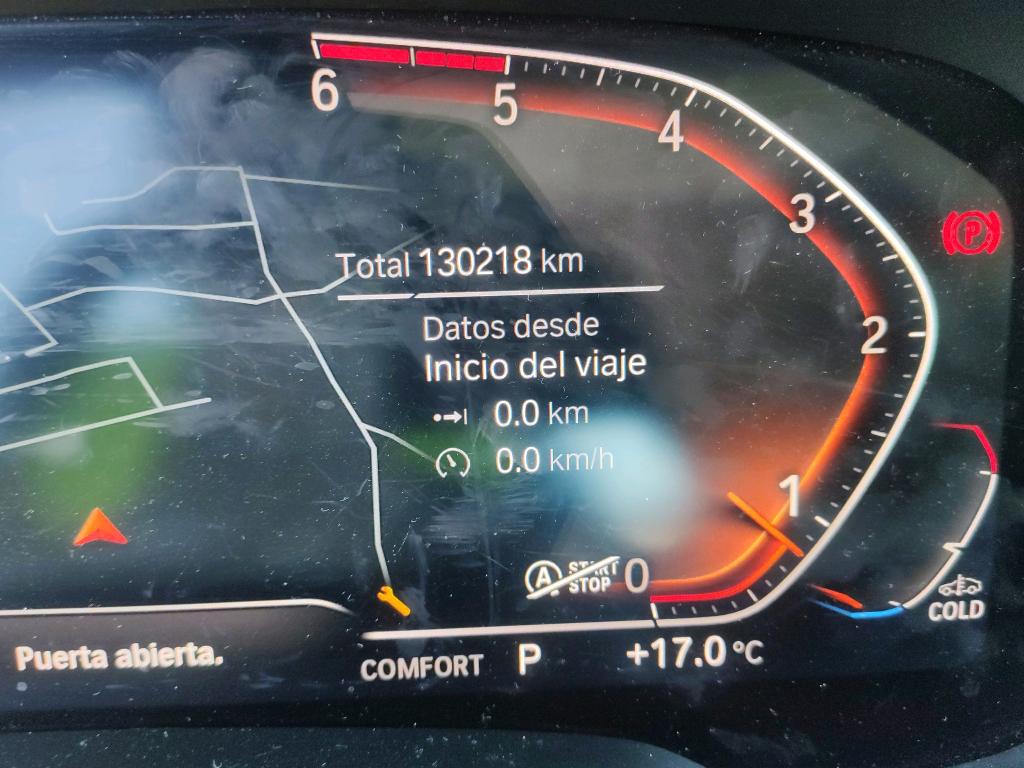 6
5
4
3
2
1
0
Total 130218 km
Datos desde
Inicio del viaje
0.0 km
0.0 km/h
A START
STOP
P
COLD
Puerta abierta.
COMFORT P +17.0 °C